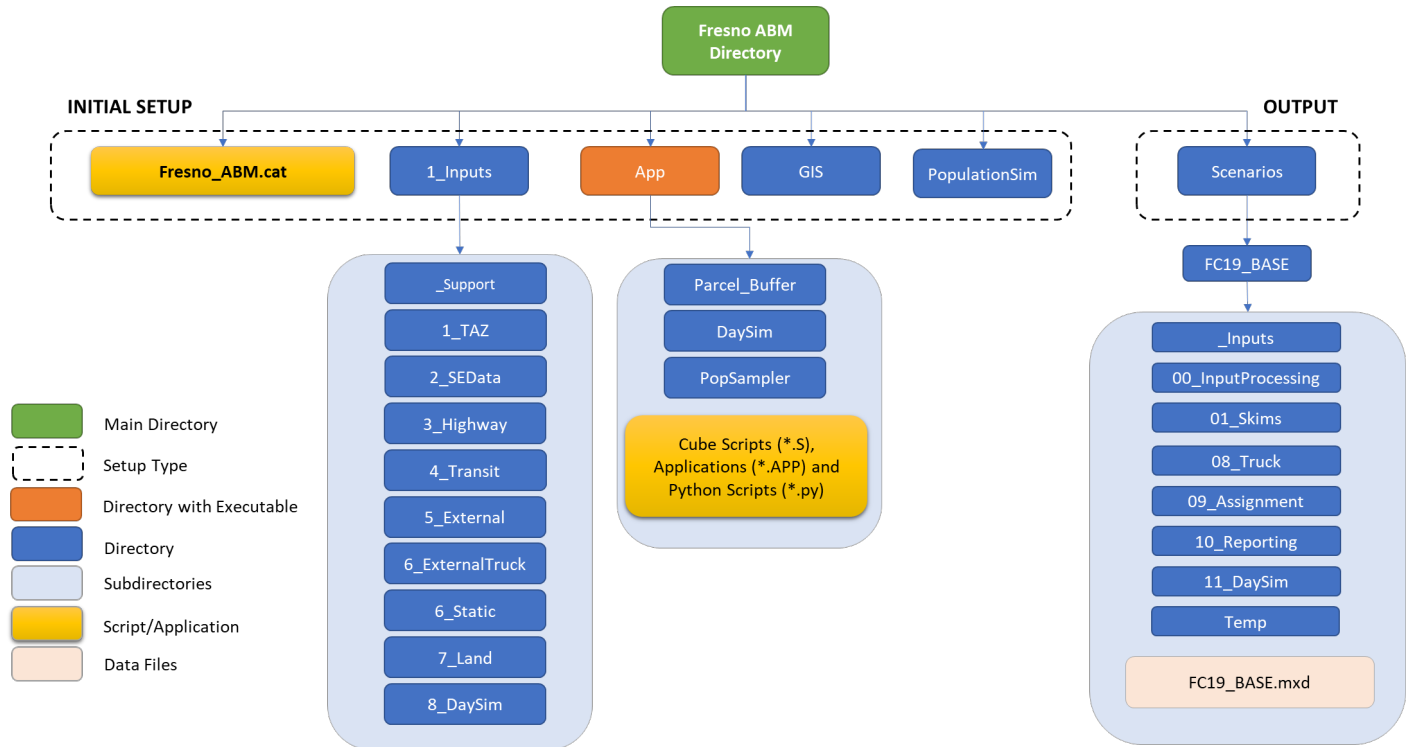 Fresno ABM
Directory
INITIAL SETUP
OUTPUT
Fresno_ABM.cat
1_Inputs
App
GIS
PopulationSim
Scenarios
_Support
1_TAZ
2_SEData
3_Highway
4_Transit
5_External
6_ExternalTruck
6_Static
7_Land
8_DaySim
Parcel_Buffer
DaySim
PopSampler
Cube Scripts (*.S),
Applications (*.APP) and
Python Scripts (*.py)
FC19_BASE
_Inputs
00_InputProcessing
01_Skims
08_Truck
09_Assignment
10_Reporting
11_DaySim
Temp
FC19_BASE.mxd
Main Directory
Setup Type
Directory with Executable
Directory
Subdirectories
Script/Application
Data Files